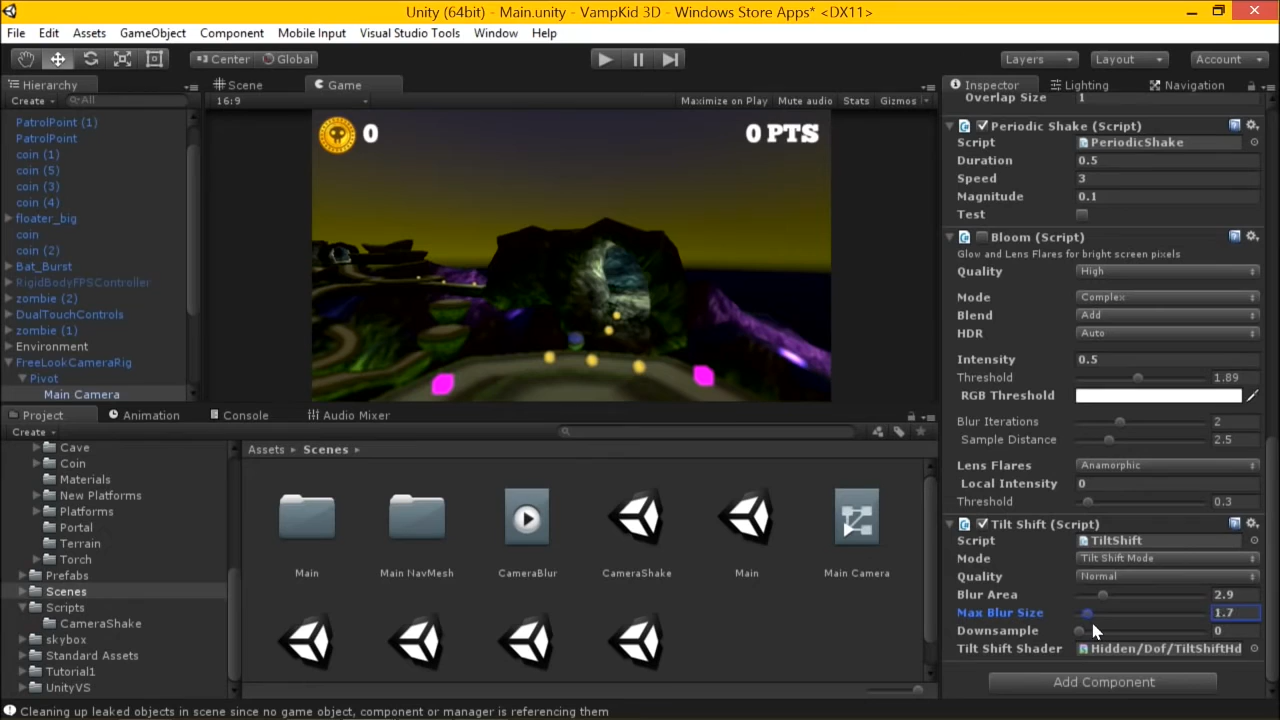 Unity (64bit) - Main.unity - VampKid 3D - Windows Store Apps* <DX11>
File Edit Assets GameObject Component Mobile Input Visual Studio Tools Window Help
Center Global Layers Layout Account
Hierarchy
Create All
PatrolPoint (1)
PatrolPoint
coin (1)
coin (5)
coin (3)
coin (4)
floater_big
coin
coin (2)
Bat_Burst
RigidBodyFPSController
zombie (2)
DualTouchControls
zombie (1)
Environment
FreeLookCameraRig
Pivot
Main Camera
Scene Game
16:9 Maximize on Play Mute audio Stats Gizmos
0 0 PTS
Project Animation Console Audio Mixer
Create
Cave
Coin
Materials
New Platforms
Platforms
Portal
Terrain
Torch
Prefabs
Scenes
Scripts
CameraShake
skybox
Standard Assets
Tutorial1
UnityVS
Assets Scenes
Main Main NavMesh CameraBlur CameraShake Main Main Camera
Inspector Lighting Navigation
Overlap Size 1
Periodic Shake (Script)
Script PeriodicShake
Duration 0.5
Speed 3
Magnitude 0.1
Test
Bloom (Script)
Glow and Lens Flares for bright screen pixels
Quality High
Mode Complex
Blend Add
HDR Auto
Intensity 0.5
Threshold 1.89
RGB Threshold
Blur Iterations 2
Sample Distance 2.5
Lens Flares Anamorphic
Local Intensity 0
Threshold 0.3
Tilt Shift (Script)
Script TiltShift
Mode Tilt Shift Mode
Quality Normal
Blur Area 2.9
Max Blur Size 1.7
Downsample 0
Tilt Shift Shader Hidden/Dof/TiltShiftHd
Add Component
Cleaning up leaked objects in scene since no game object, component or manager is referencing them